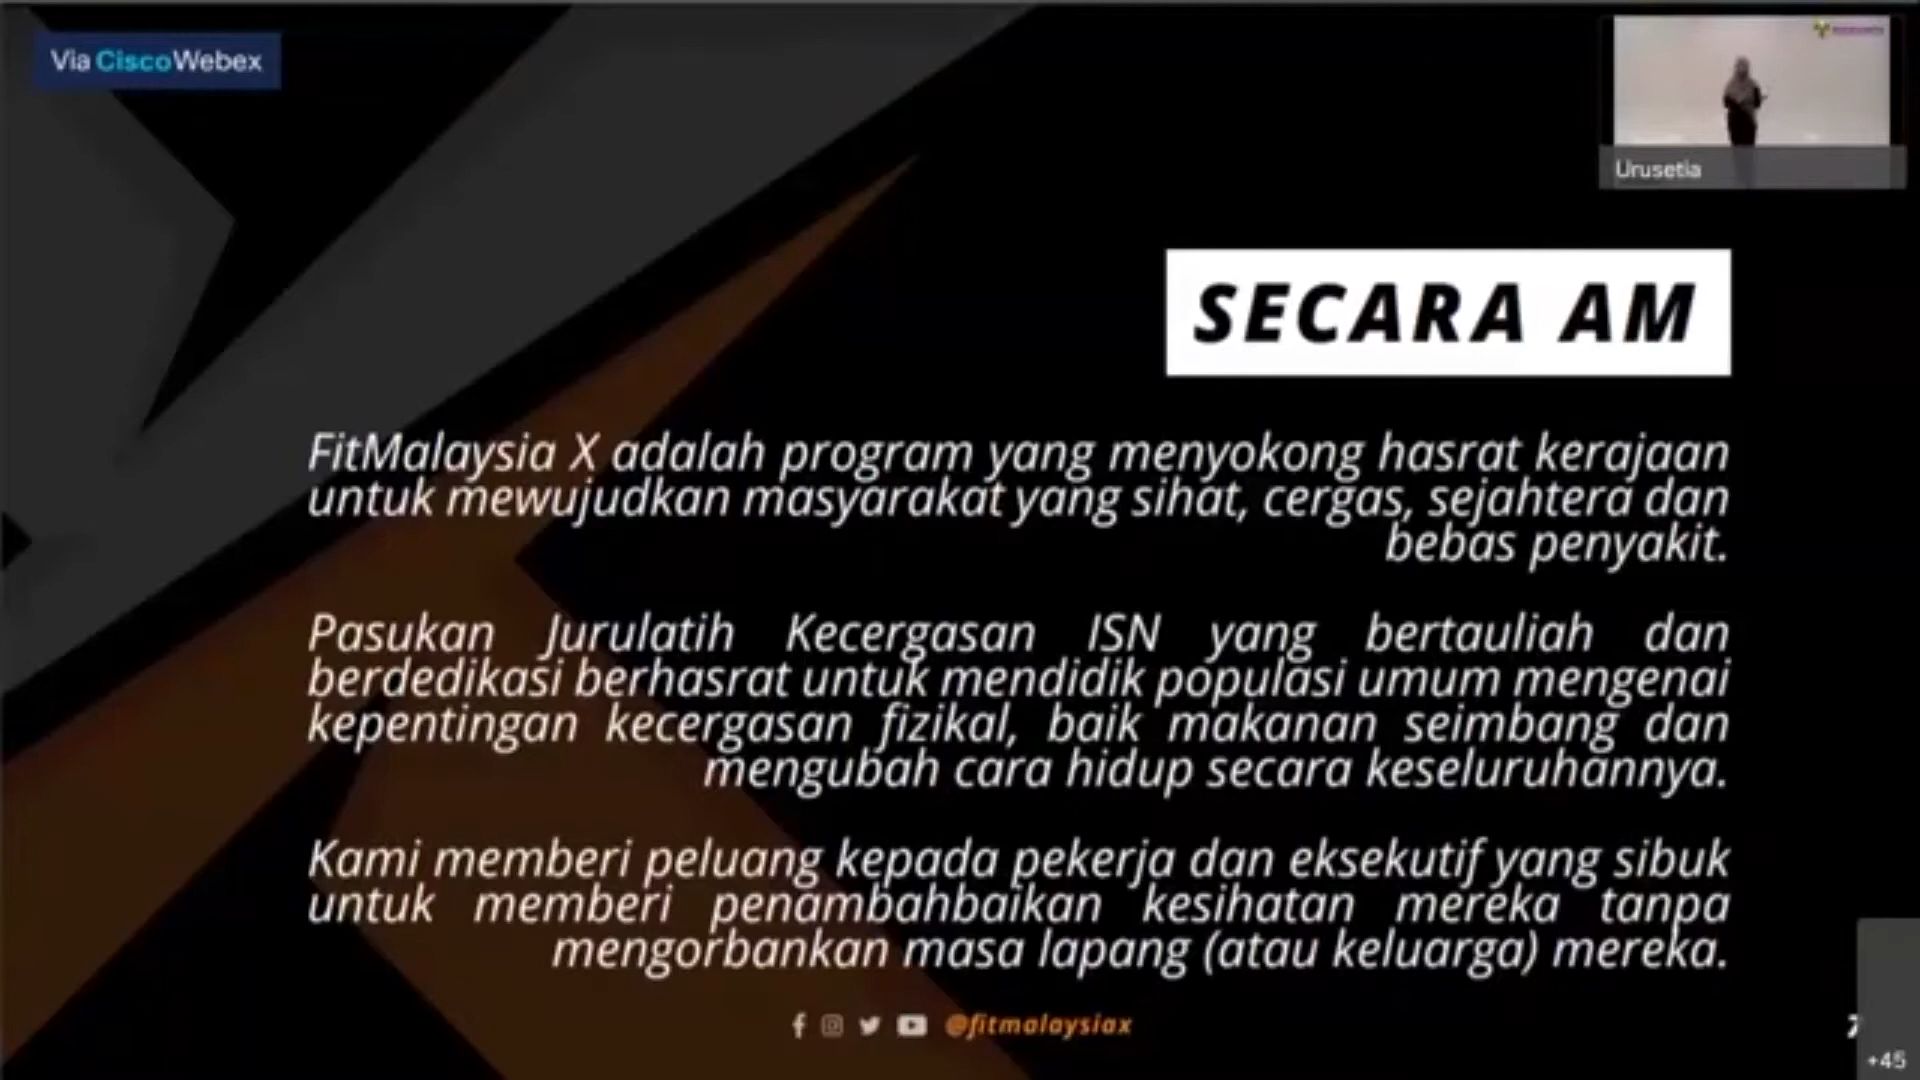 Via CiscoWebex
Urusetia
SECARA AM
FitMalaysia X adalah program yang menyokong hasrat kerajaan
untuk mewujudkan masyarakat yang sihat, cergas, sejahtera dan
bebas penyakit.
Pasukan Jurulatih Kecergasan ISN yang bertauliah dan
berdedikasi berhasrat untuk mendidik populasi umum mengenai
kepentingan kecergasan fizikal, baik makanan seimbang dan
mengubah cara hidup secara keseluruhannya.
Kami memberi peluang kepada pekerja dan eksekutif yang sibuk
untuk memberi penambahbaikan kesihatan mereka tanpa
mengorbankan masa lapang (atau keluarga) mereka.
@fitmalaysiax
+45